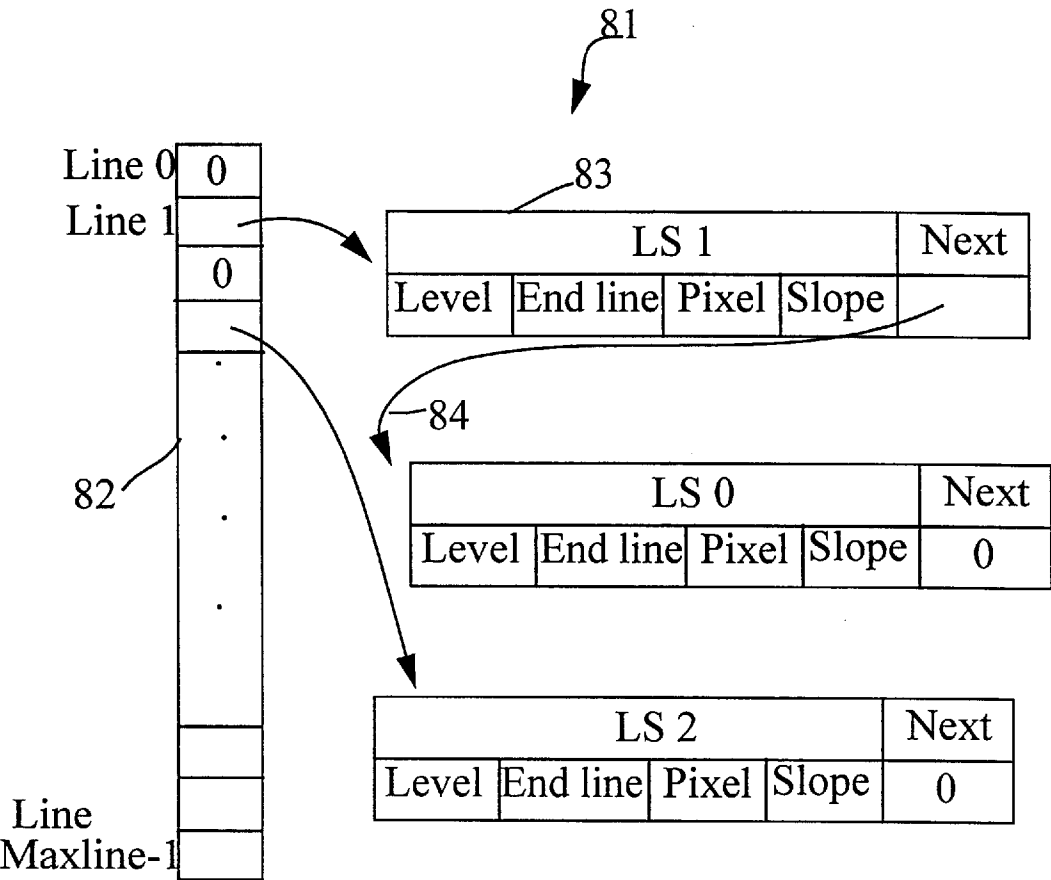 81
Line 0 0
83
Line 1
LS 1 Next
0
Level End line Pixel Slope
84
82
LS 0 Next
Level End line Pixel Slope 0
LS 2 Next
Level End line Pixel Slope 0
Line
Maxline-1